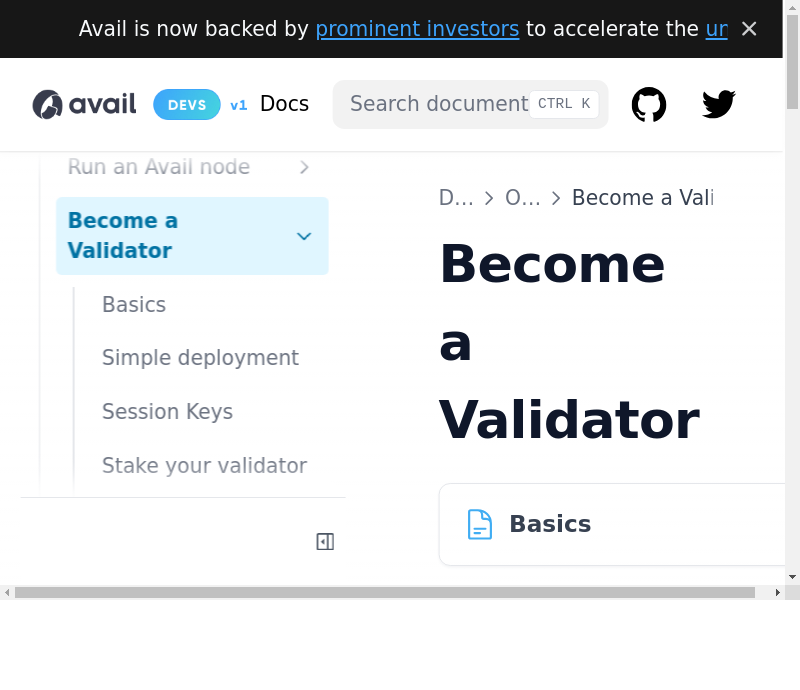 Avail is now backed by prominent investors to accelerate the ur
avail DEVS v1 Docs Search document CTRL K
Run an Avail node
Become a
Validator
Basics
Simple deployment
Session Keys
Stake your validator
D… O… Become a Vali
Become
a
Validator
Basics